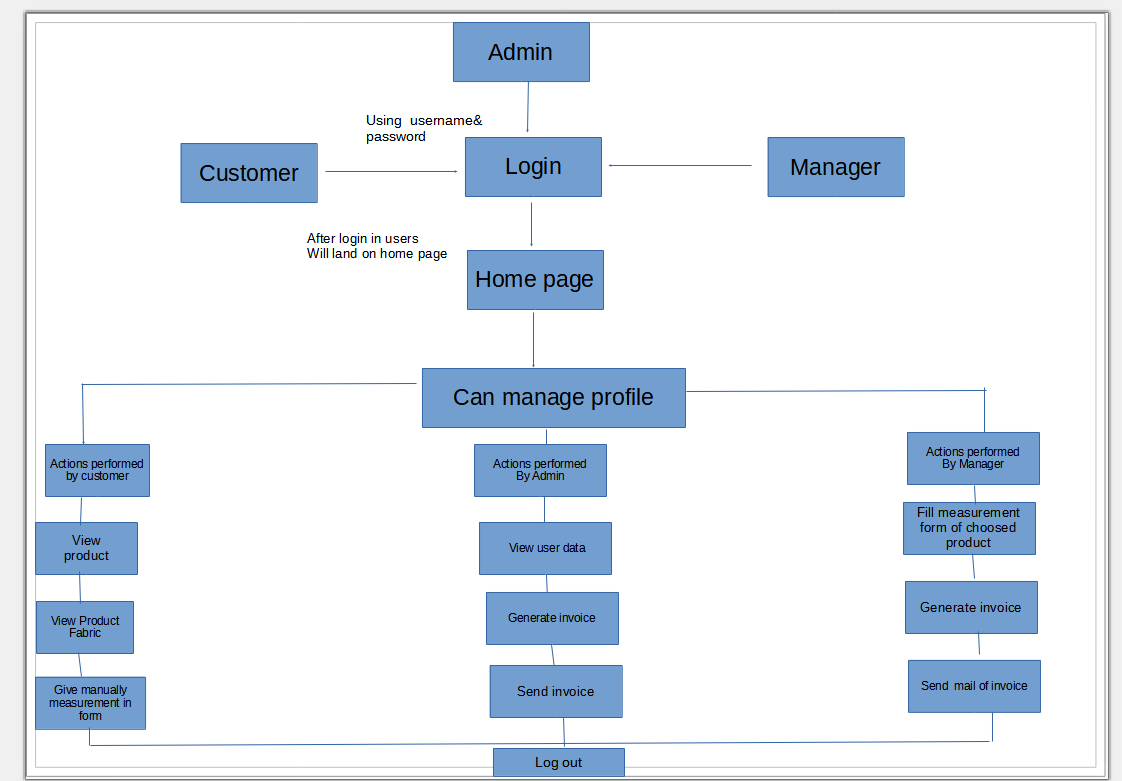 Admin
Using username&
password
Customer
Login
Manager
After login in users
Will land on home page
Home page
Can manage profile
Actions performed
by customer
Actions performed
By Admin
Actions performed
By Manager
View
product
View user data
Fill measurement
form of choosed
product
View Product
Fabric
Generate invoice
Generate invoice
Give manually
measurement in
form
Send invoice
Send mail of invoice
Log out